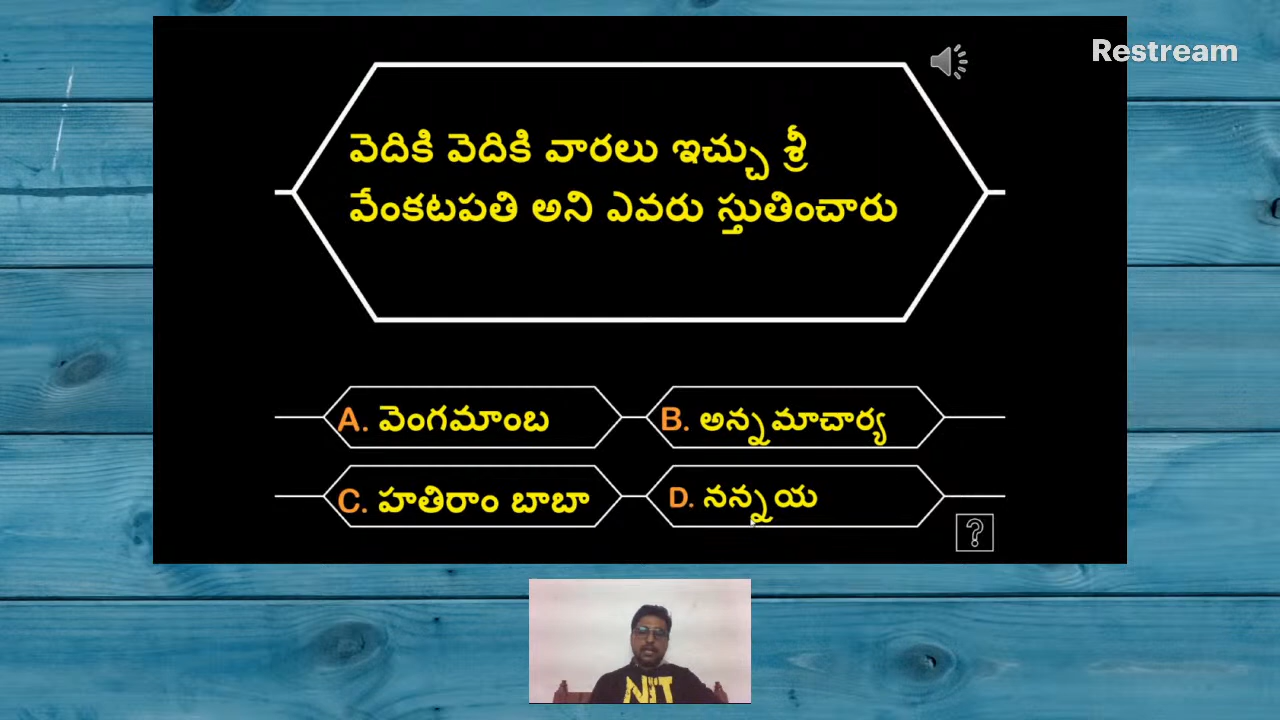 Restream
వెదికి వెదికి వారలు ఇచ్చు శ్రీ
వేంకటపతి అని ఎవరు స్తుతించారు
A. వెంగమాంబ
B. అన్నమాచార్య
C. హతిరాం బాబా
D. నన్నయ
?
NIT